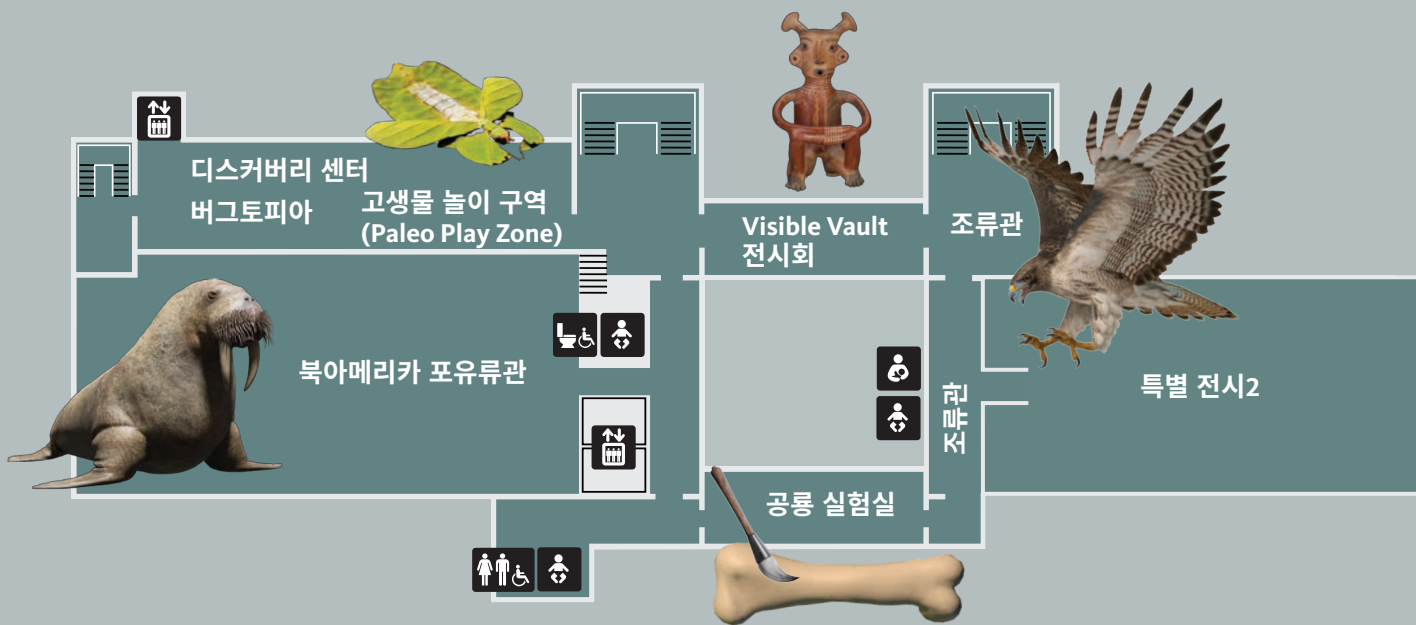 디스커버리 센터
버그토피아
고생물 놀이 구역
(Paleo Play Zone)
Visible Vault
전시회
조류관
북아메리카 포유류관
조류관
특별 전시2
공룡 실험실